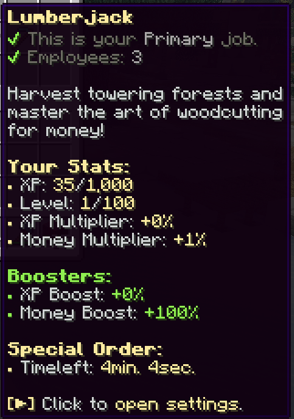 Lumberjack
✓ This is your Primary job.
✓ Employees: 3
Harvest towering forests and
master the art of woodcutting
for money!
Your Stats:
• XP: 35/1,000
• Level: 1/100
• XP Multiplier: +0%
• Money Multiplier: +1%
Boosters:
• XP Boost: +0%
• Money Boost: +100%
Special Order:
• Timeleft: 4min. 4sec.
[▶] Click to open settings.